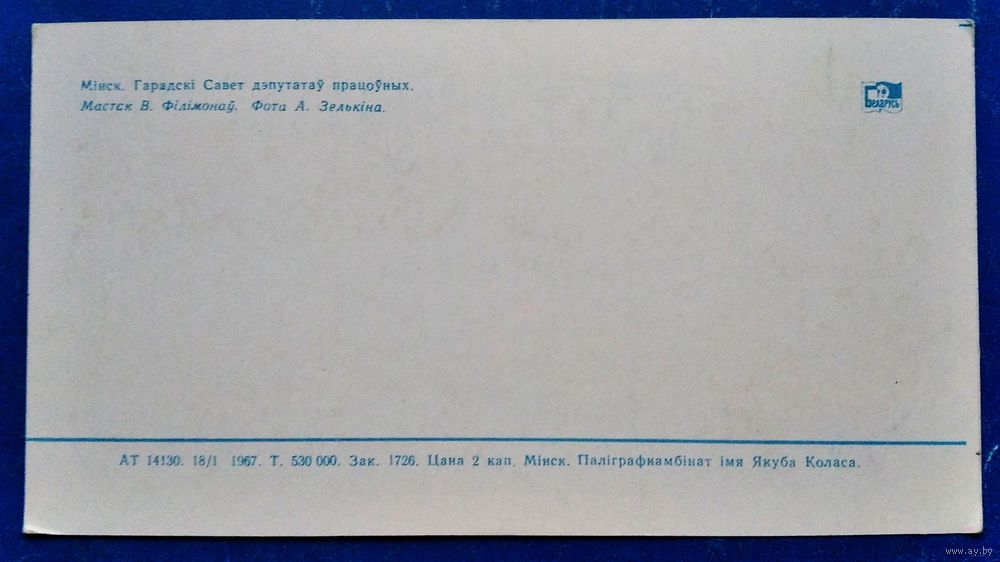 Мінск. Гарадскі Савет дэпутатаў працоўных.
Мастак В. Філімонаў. Фота А. Зелькіна.
Беларусь
АТ 14130. 18/I 1967. Т. 530 000. Зак. 1726. Цана 2 кап. Мінск. Паліграфкамбінат імя Якуба Коласа.
www.ay.by